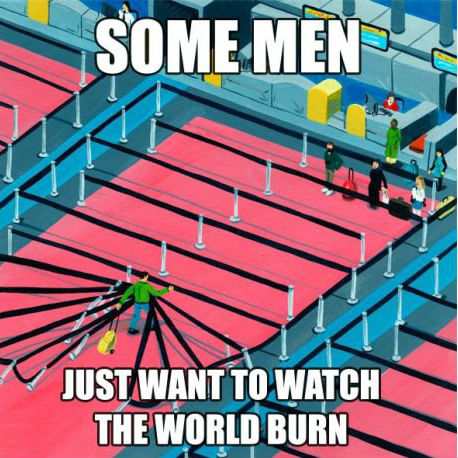 SOME MEN
JUST WANT TO WATCH
THE WORLD BURN